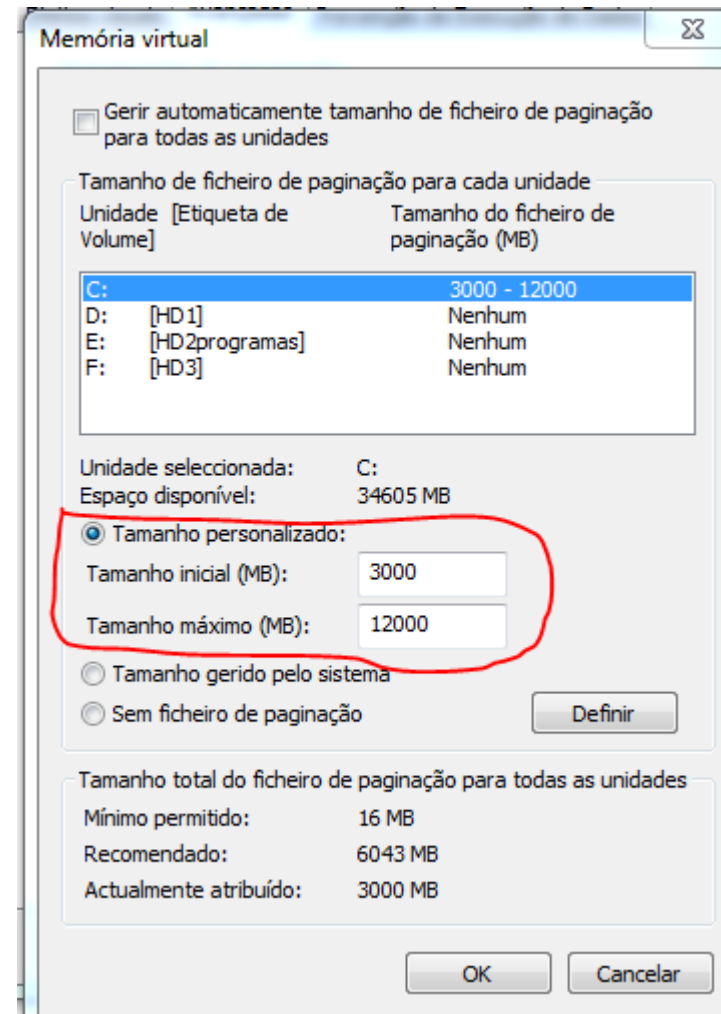 Memória virtual
Gerir automaticamente tamanho de ficheiro de paginação
para todas as unidades
Tamanho de ficheiro de paginação para cada unidade
Unidade [Etiqueta de Tamanho do ficheiro de
Volume] paginação (MB)
C: 3000 - 12000
D: [HD1] Nenhum
E: [HD2programas] Nenhum
F: [HD3] Nenhum
Unidade seleccionada: C:
Espaço disponível: 34605 MB
Tamanho personalizado:
Tamanho inicial (MB): 3000
Tamanho máximo (MB): 12000
Tamanho gerido pelo sistema
Sem ficheiro de paginação Definir
Tamanho total do ficheiro de paginação para todas as unidades
Mínimo permitido: 16 MB
Recomendado: 6043 MB
Actualmente atribuído: 3000 MB
OK Cancelar